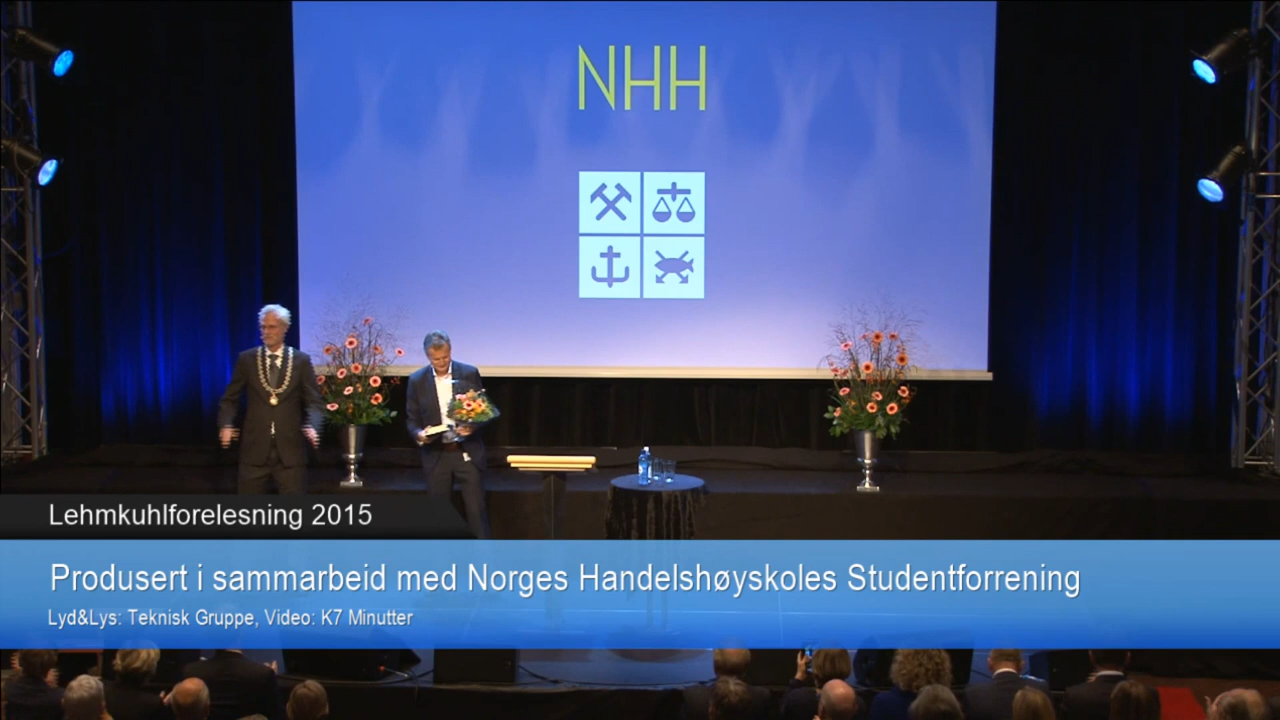 NHH
Lehmkuhlforelesning 2015
Produsert i sammarbeid med Norges Handelshøyskoles Studentforrening
Lyd&Lys: Teknisk Gruppe, Video: K7 Minutter